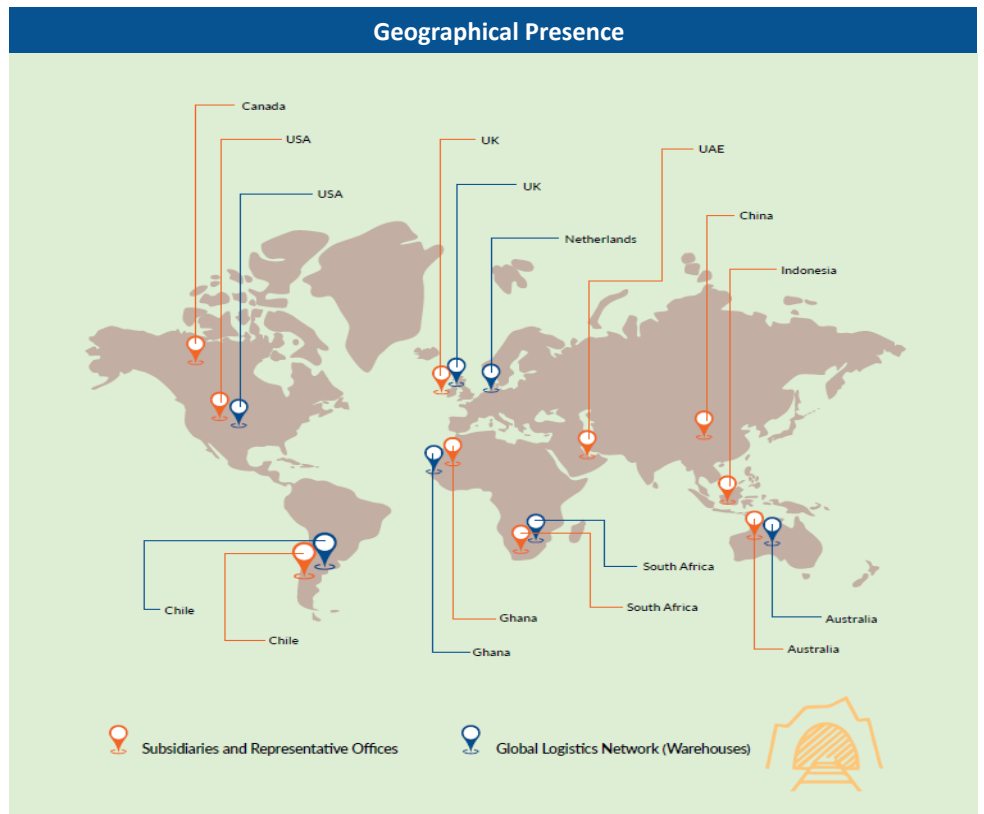 Geographical Presence
Canada
USA
UK
UAE
UK
USA
China
Netherlands
Indonesia
South Africa
Chile
South Africa
Ghana
Australia
Chile
Ghana
Australia
Subsidiaries and Representative Offices
Global Logistics Network (Warehouses)